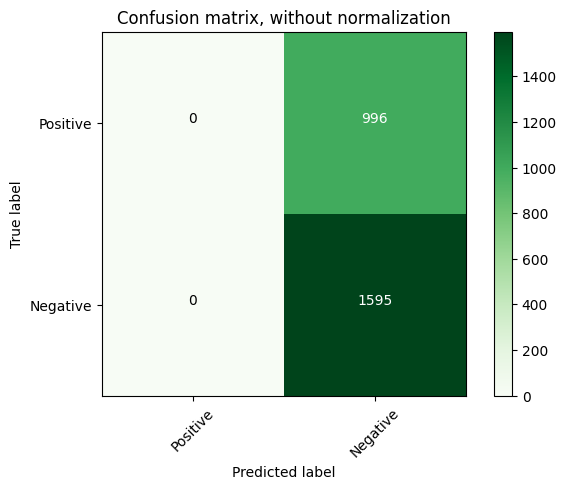 Confusion matrix, without normalization
True label
Positive
0
996
Negative
0
1595
Positive
Negative
Predicted label
1400
1200
1000
800
600
400
200
0